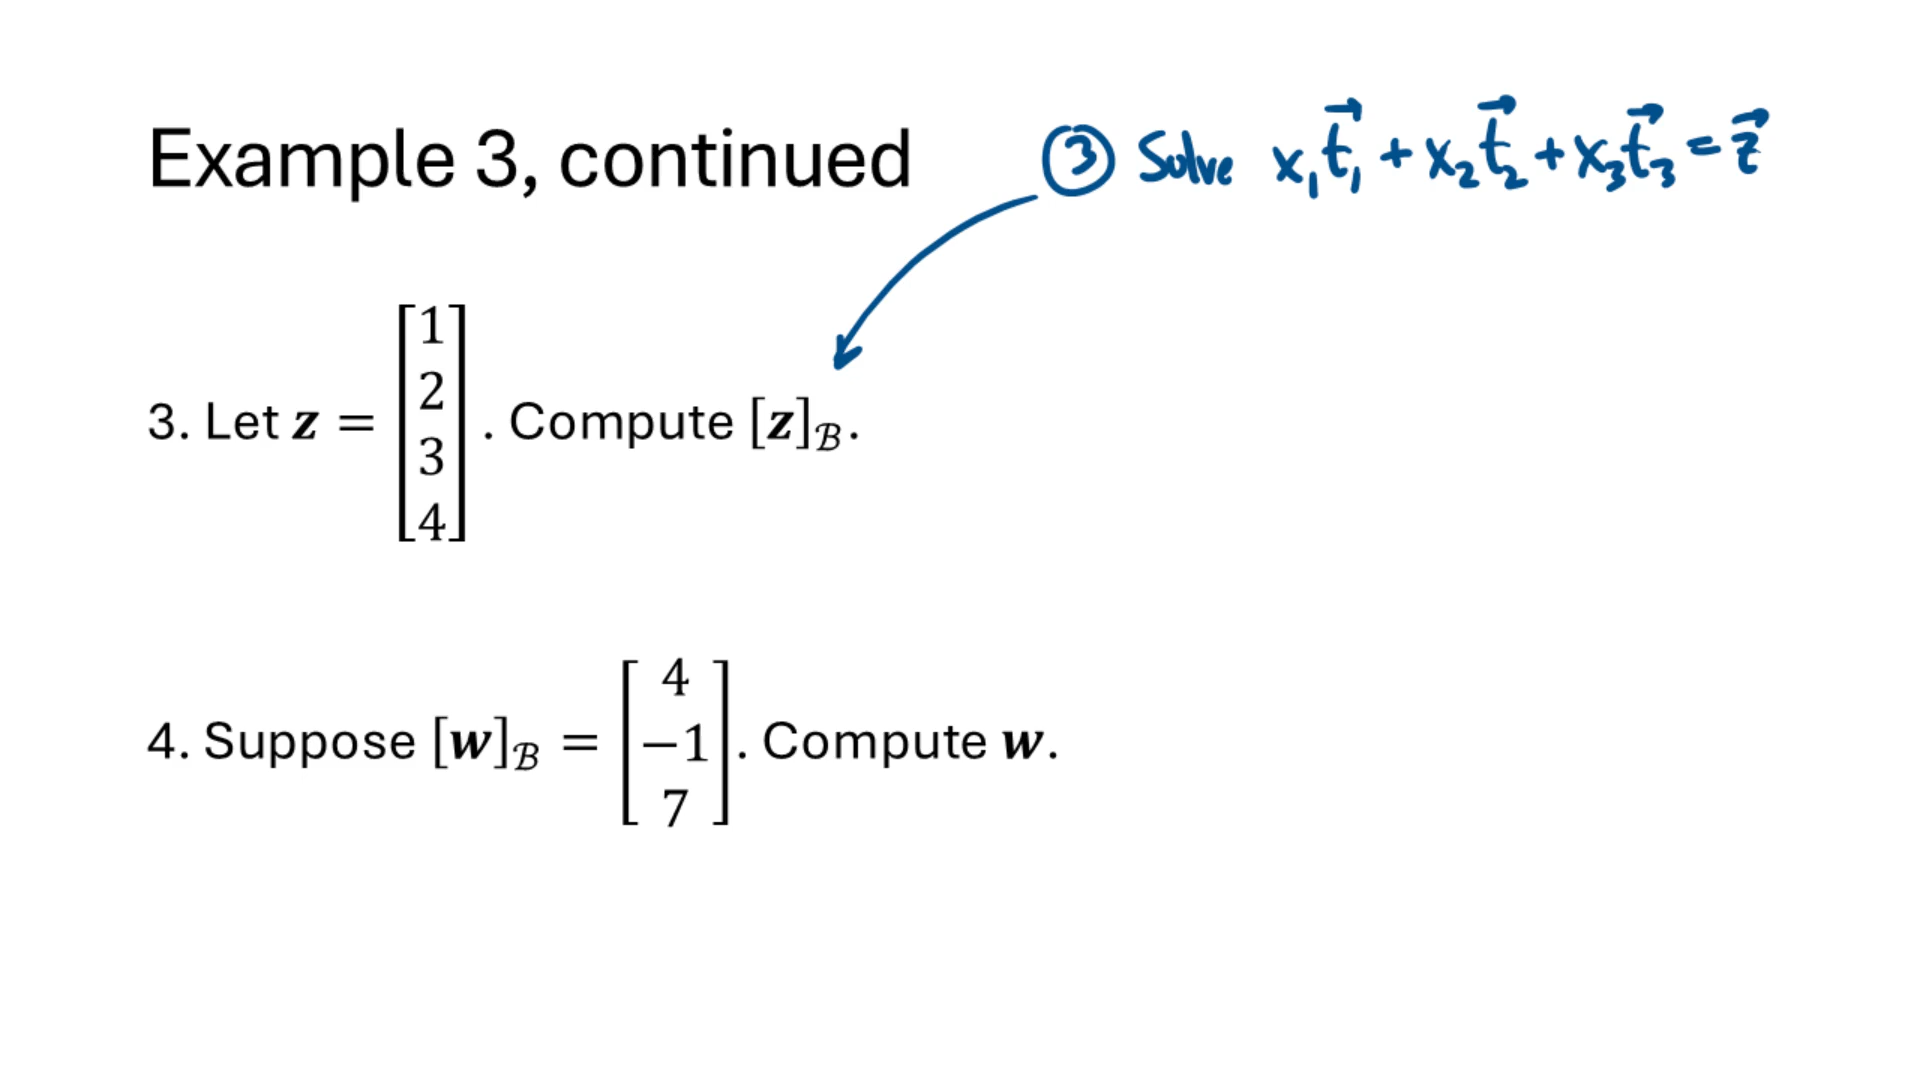 Example 3, continued
③ Solve x₁t⃗₁ + x₂t⃗₂ + x₃t⃗₃ = z⃗
3. Let 𝒛 = [1 2 3 4]. Compute [𝒛]_ℬ.
4. Suppose [𝒘]_ℬ = [4 −1 7]. Compute 𝒘.